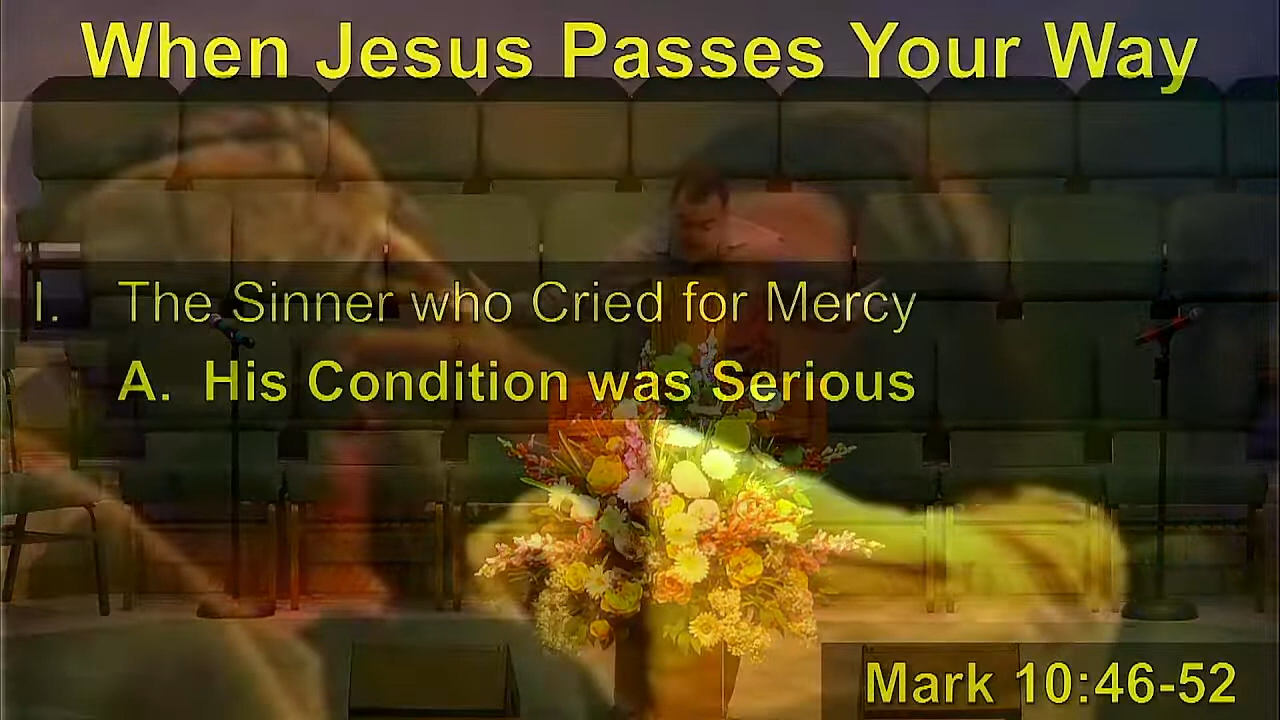 When Jesus Passes Your Way
I. The Sinner who Cried for Mercy
A. His Condition was Serious
Mark 10:46-52